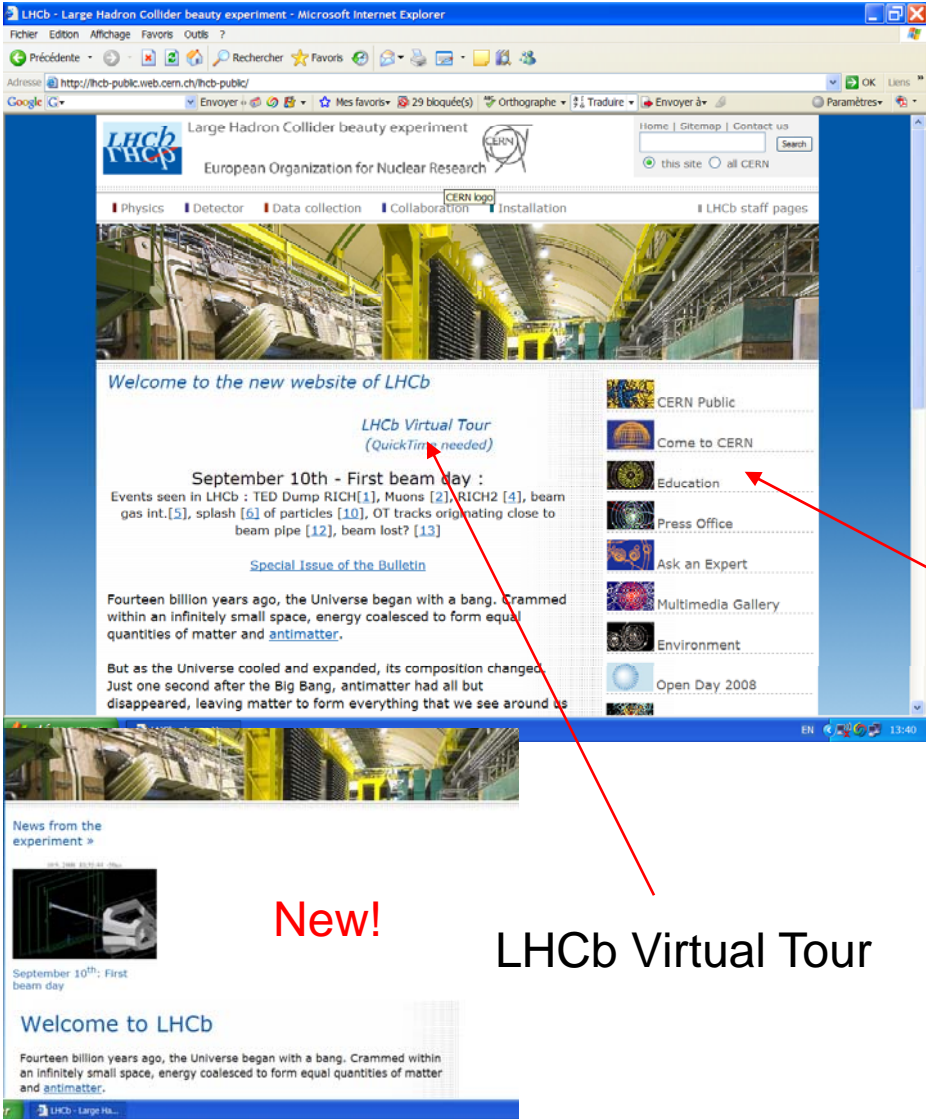 LHCb - Large Hadron Collider beauty experiment - Microsoft Internet Explorer
Fichier Edition Affichage Favoris Outils ?
Précédente Rechercher Favoris
Adresse http://lhcb-public.web.cern.ch/lhcb-public/ OK Liens »
Google G Envoyer Mes favoris 29 bloquée(s) Orthographe Traduire Envoyer à Paramètres
LHCb
Large Hadron Collider beauty experiment
European Organization for Nuclear Research
CERN
Home | Sitemap | Contact us
Search
this site all CERN
CERN logo
Physics Detector Data collection Collaboration Installation LHCb staff pages
Welcome to the new website of LHCb
LHCb Virtual Tour
(QuickTime needed)
September 10th - First beam day :
Events seen in LHCb : TED Dump RICH[1], Muons [2], RICH2 [4], beam
gas int.[5], splash [6] of particles [10], OT tracks originating close to
beam pipe [12], beam lost? [13]
Special Issue of the Bulletin
Fourteen billion years ago, the Universe began with a bang. Crammed
within an infinitely small space, energy coalesced to form equal
quantities of matter and antimatter.
But as the Universe cooled and expanded, its composition changed.
Just one second after the Big Bang, antimatter had all but
disappeared, leaving matter to form everything that we see around us
CERN Public
Come to CERN
Education
Press Office
Ask an Expert
Multimedia Gallery
Environment
Open Day 2008
EN 13:40
News from the
experiment »
September 10th: First
beam day
New!
LHCb Virtual Tour
Welcome to LHCb
Fourteen billion years ago, the Universe began with a bang. Crammed within
an infinitely small space, energy coalesced to form equal quantities of matter
and antimatter.
LHCb - Large Ha...